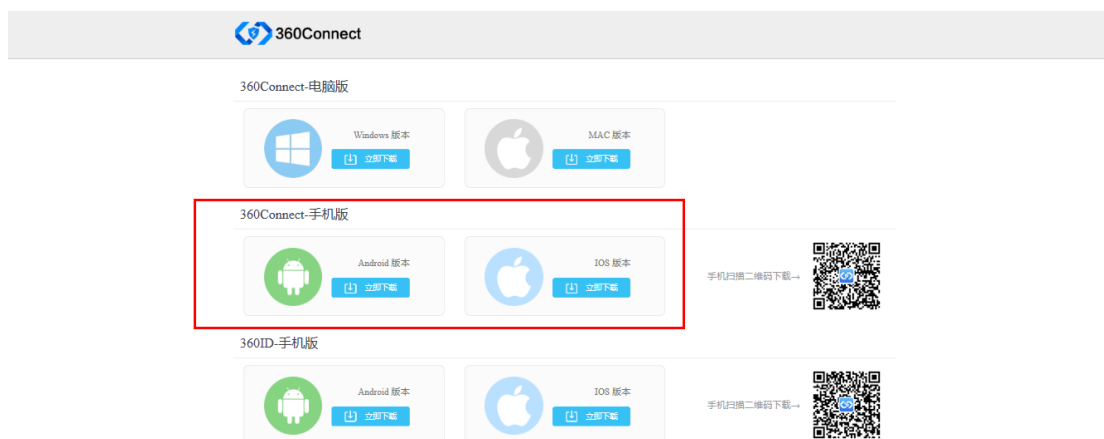 360Connect
360Connect-电脑版
Windows 版本
立即下载
MAC 版本
立即下载
360Connect-手机版
Android 版本
立即下载
IOS 版本
立即下载
手机扫描二维码下载→
360ID-手机版
Android 版本
立即下载
IOS 版本
立即下载
手机扫描二维码下载→